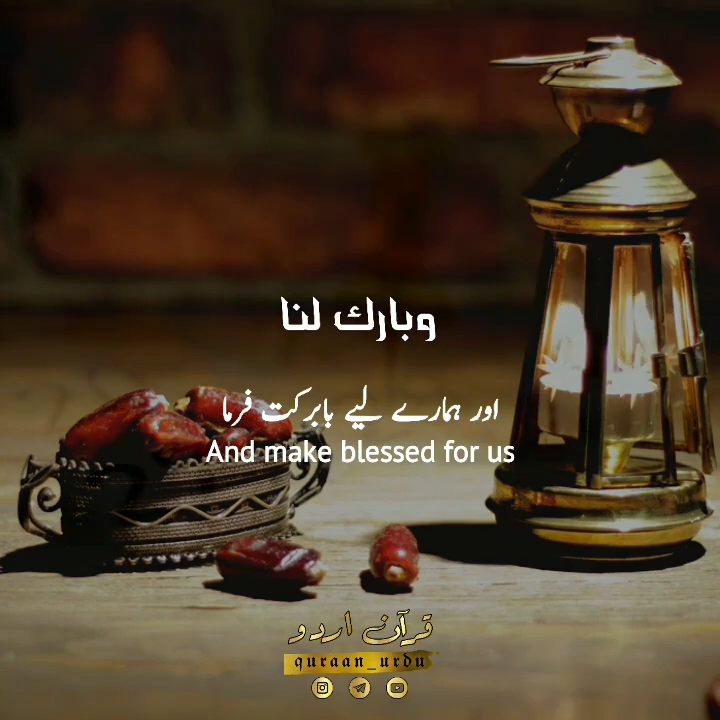 وبارك لنا
اور ہمارے لیے بابرکت فرما
And make blessed for us
قرآن اردو
quraan_urdu